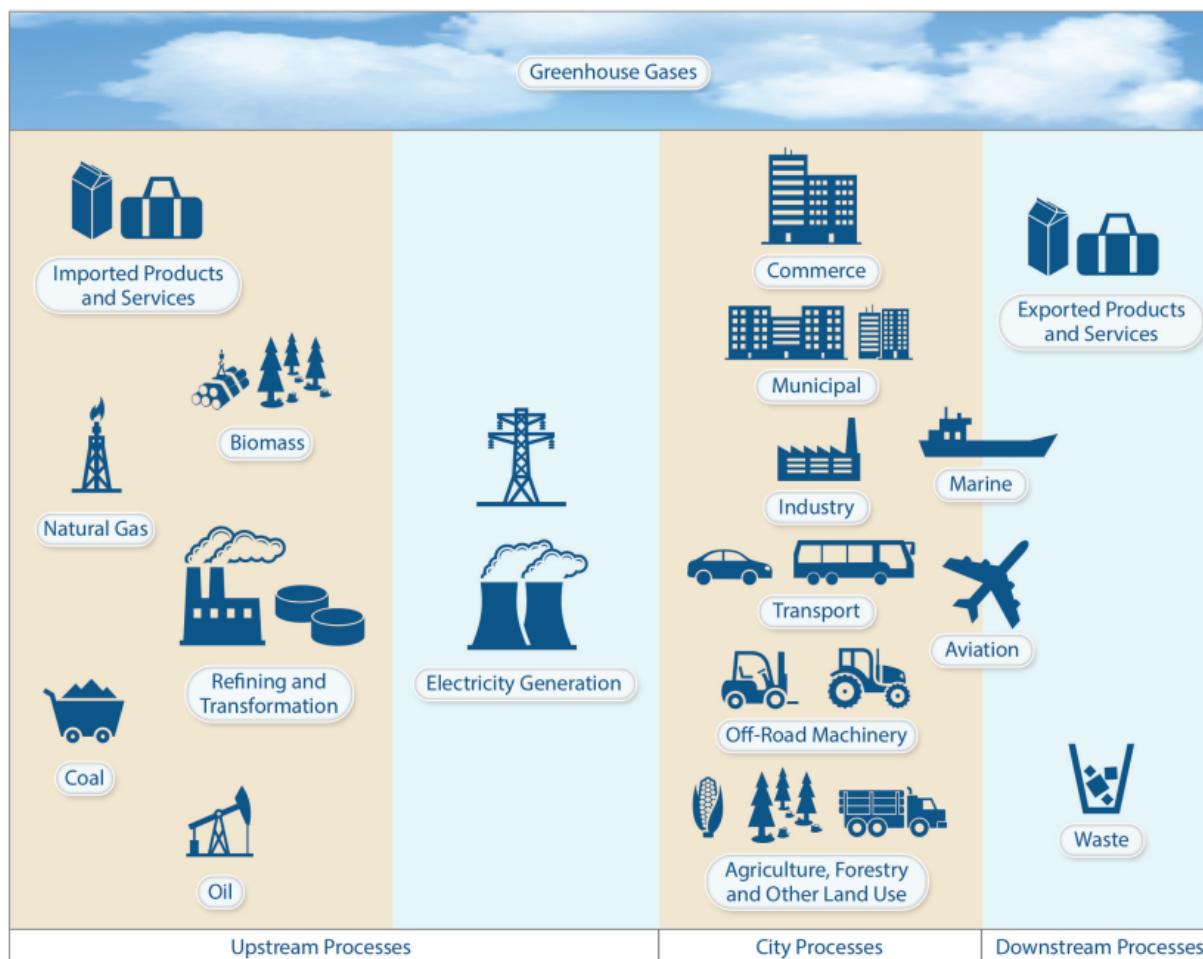 Greenhouse Gases
Imported Products
and Services
Biomass
Natural Gas
Refining and
Transformation
Coal
Oil
Electricity Generation
Commerce
Municipal
Industry
Marine
Transport
Aviation
Off-Road Machinery
Agriculture, Forestry
and Other Land Use
Exported Products
and Services
Waste
Upstream Processes
City Processes
Downstream Processes